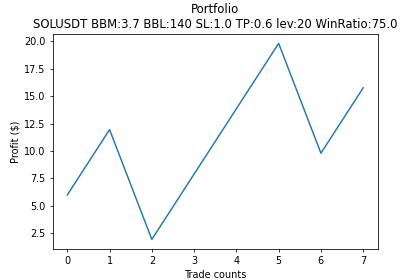 Portfolio
SOLUSDT BBM:3.7 BBL:140 SL:1.0 TP:0.6 lev:20 WinRatio:75.0
20.0
17.5
15.0
12.5
10.0
7.5
5.0
2.5
Profit ($)
0 1 2 3 4 5 6 7
Trade counts